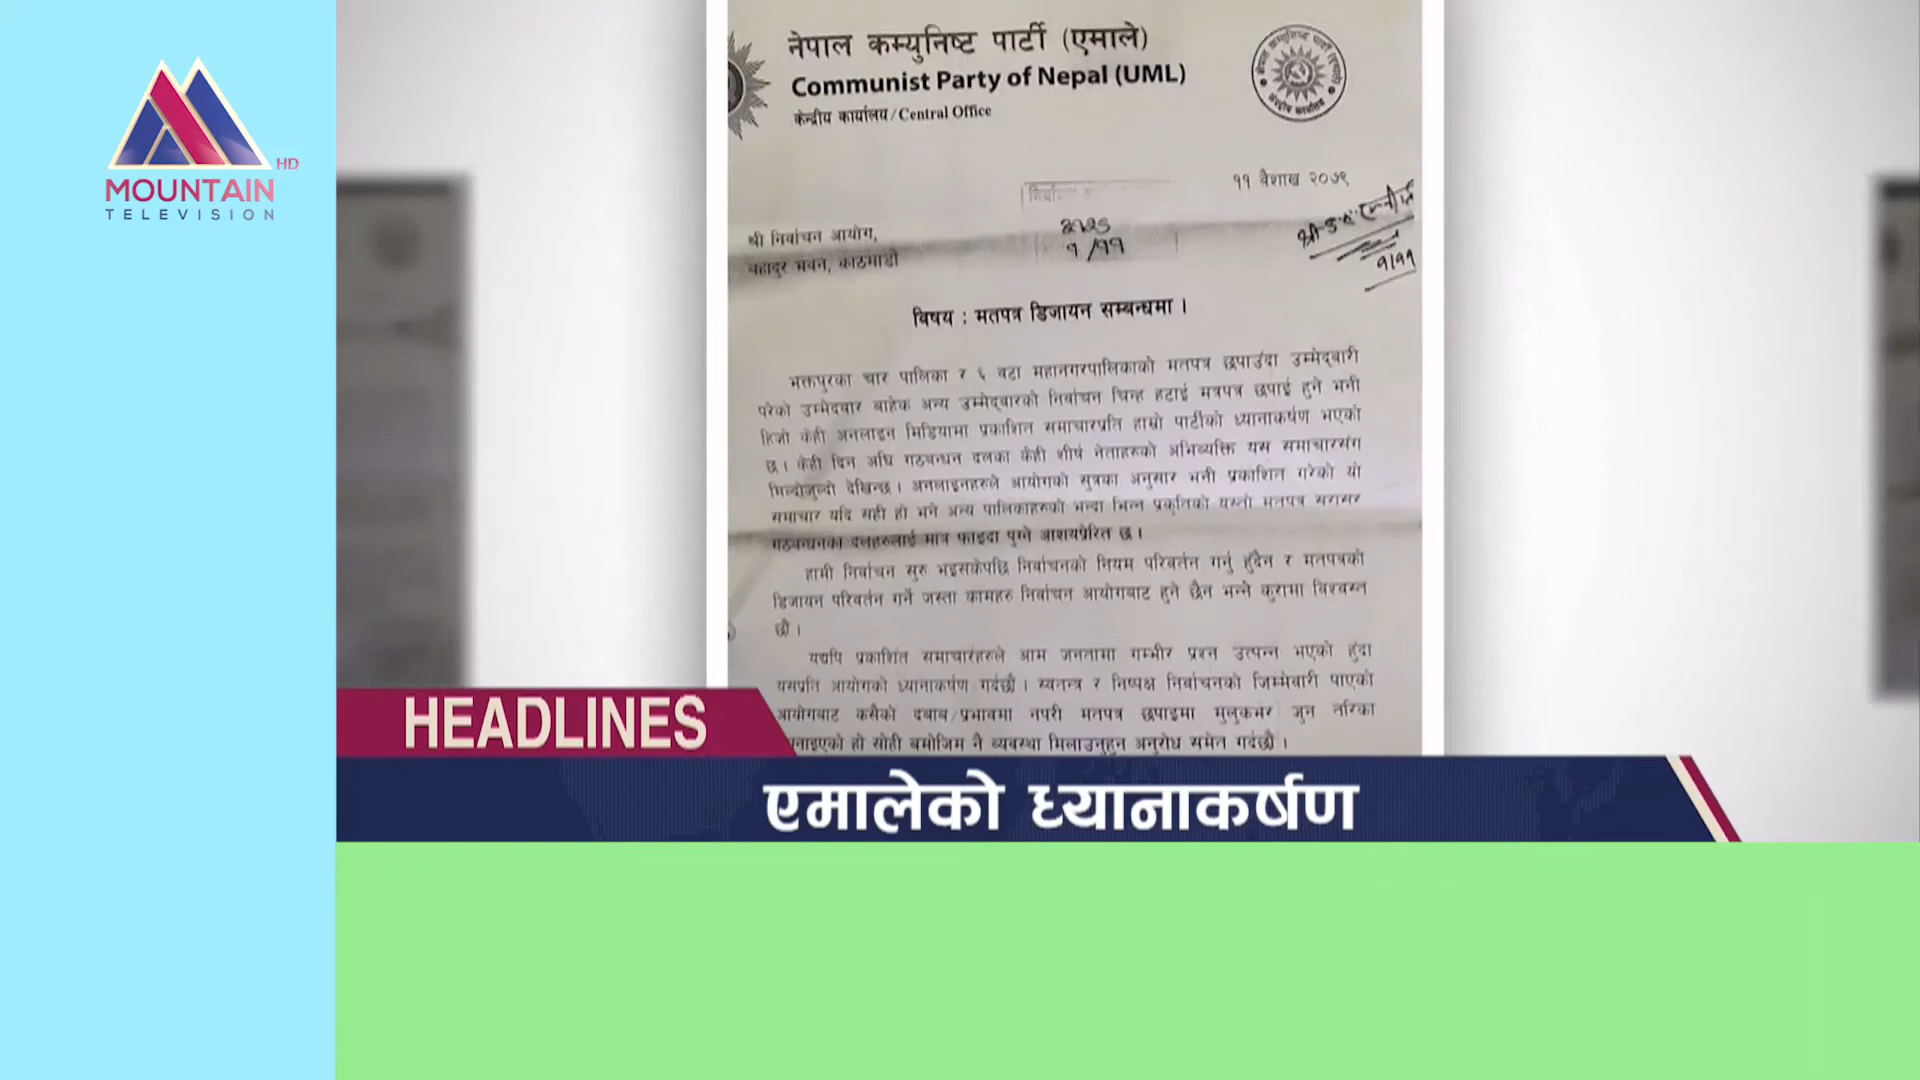 नेपाल कम्युनिष्ट पार्टी (एमाले)
Communist Party of Nepal (UML)
केन्द्रीय कार्यालय/Central Office
HD
MOUNTAIN
TELEVISION
११ वैशाख २०७९
श्री निर्वाचन आयोग,
बहादुर भवन, काठमाडौं
१/११
१/११
विषय : मतपत्र डिजायन सम्बन्धमा ।
भक्तपुरका चार पालिका र ६ वटा महानगरपालिकाको मतपत्र छपाउंदा उम्मेद्बारी
परेको उम्मेदवार बाहेक अन्य उम्मेद्वारको निर्वाचन चिन्ह हटाई मत्रपत्र छपाई हुने भनी
हिजो केही अनलाइन मिडियामा प्रकाशित समाचारप्रति हाम्रो पार्टीको ध्यानाकर्षण भएको
छ। केही दिन अघि गठबन्धन दलका केही शीर्ष नेताहरुको अभिव्यक्ति यस समाचारसंग
मिल्दोजुल्दो देखिन्छ। अनलाइनहरुले आयोगको सुत्रका अनुसार भनी प्रकाशित गरेको यो
समाचार यदि सही हो भने अन्य पालिकाहरुको भन्दा भिन्न प्रकृतिको यस्तो मतपत्र सरासर
गठबन्धनका दलहरुलाई मात्र फाइदा पुग्ने आशयप्रेरित छ।
हामी निर्वाचन सुरु भइसकेपछि निर्वाचनको नियम परिवर्तन गर्नु हुँदैन र मतपत्रको
डिजायन परिवर्तन गर्ने जस्ता कामहरु निर्वाचन आयोगबाट हुने छैन भन्ने कुरामा विश्वस्त
छौं।
यद्यपि प्रकाशित समाचारहरुले आम जनतामा गम्भीर प्रश्न उत्पन्न भएको हुंदा
यसप्रति आयोगको ध्यानाकर्षण गर्दछौं। स्वतन्त्र र निष्पक्ष निर्वाचनको जिम्मेवारी पाएको
आयोगबाट कसैको दबाब/प्रभावमा नपरी मतपत्र छपाइमा मुलुकभर जुन तरिका
हो सोही बमोजिम नै व्यवस्था मिलाउनुहुन अनुरोध समेत गर्दछौं।
HEADLINES
एमालेको ध्यानाकर्षण